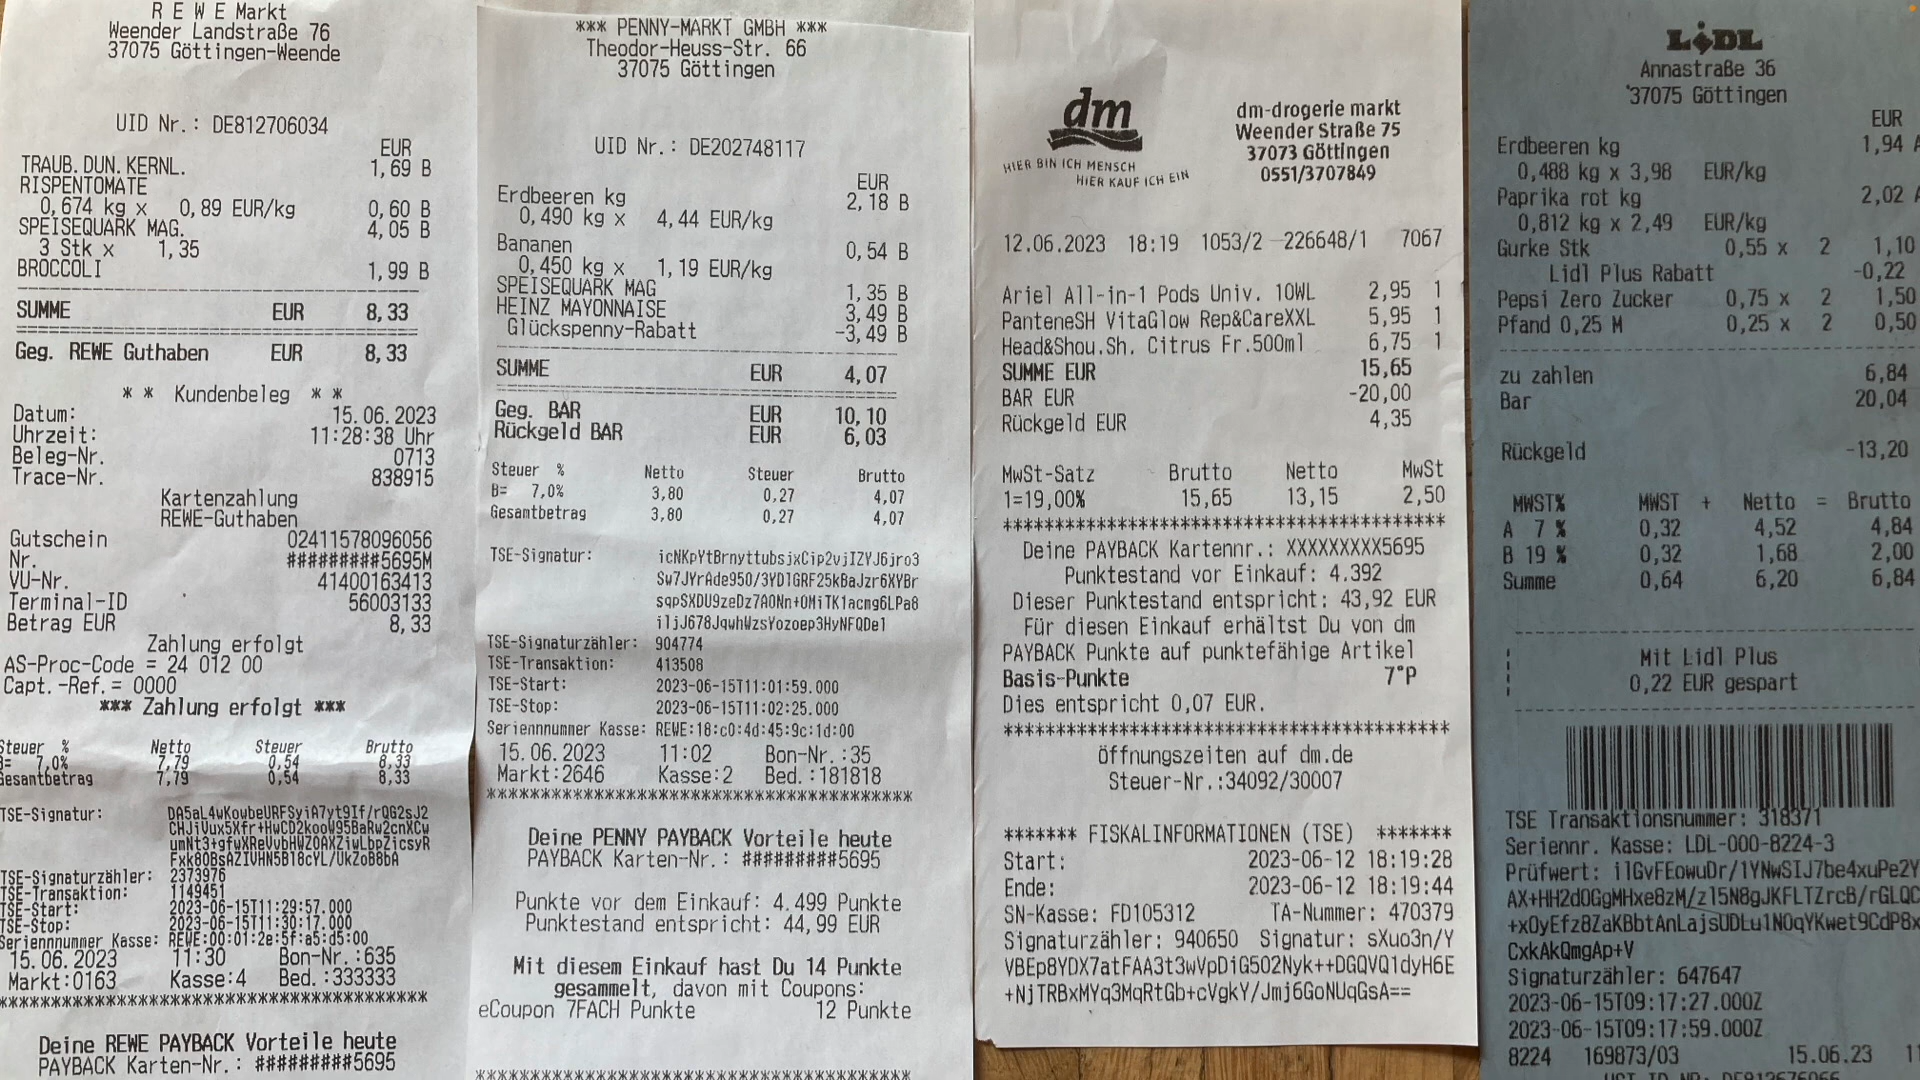 R E W E Markt
Weender Landstraße 76
37075 Göttingen-Weende
UID Nr.: DE812706034
EUR
TRAUB. DUN. KERNL. 1,69 B
RISPENTOMATE
0,674 kg x 0,89 EUR/kg 0,60 B
SPEISEQUARK MAG. 4,05 B
3 Stk x 1,35
BROCCOLI 1,99 B
SUMME EUR 8,33
Geg. REWE Guthaben EUR 8,33
* * Kundenbeleg * *
Datum: 15.06.2023
Uhrzeit: 11:28:38 Uhr
Beleg-Nr. 0713
Trace-Nr. 838915
Kartenzahlung
REWE-Guthaben
Gutschein 02411578096056
Nr. #########5695M
VU-Nr. 41400163413
Terminal-ID 56003133
Betrag EUR 8,33
Zahlung erfolgt
AS-Proc-Code = 24 012 00
Capt.-Ref.= 0000
*** Zahlung erfolgt ***
Steuer % Netto Steuer Brutto
B= 7,0% 7,79 0,54 8,33
Gesamtbetrag 7,79 0,54 8,33
TSE-Signatur:
TSE-Signaturzähler: 2373976
TSE-Transaktion: 1149451
TSE-Start: 2023-06-15T11:29:57.000
TSE-Stop: 2023-06-15T11:30:17.000
Seriennnummer Kasse: REWE:00:01:2e:5f:a5:d5:00
15.06.2023 11:30 Bon-Nr.:635
Markt:0163 Kasse:4 Bed.:333333
****************************************
Deine REWE PAYBACK Vorteile heute
PAYBACK Karten-Nr.: #########5695
*** PENNY-MARKT GMBH ***
Theodor-Heuss-Str. 66
37075 Göttingen
UID Nr.: DE202748117
EUR
Erdbeeren kg 2,18 B
0,490 kg x 4,44 EUR/kg
Bananen 0,54 B
0,450 kg x 1,19 EUR/kg
SPEISEQUARK MAG 1,35 B
HEINZ MAYONNAISE 3,49 B
Glückspenny-Rabatt -3,49 B
SUMME EUR 4,07
Geg. BAR EUR 10,10
Rückgeld BAR EUR 6,03
Steuer % Netto Steuer Brutto
B= 7,0% 3,80 0,27 4,07
Gesamtbetrag 3,80 0,27 4,07
TSE-Signatur:
TSE-Signaturzähler: 904774
TSE-Transaktion: 413508
TSE-Start: 2023-06-15T11:01:59.000
TSE-Stop: 2023-06-15T11:02:25.000
Seriennnummer Kasse: REWE:18:c0:4d:45:9c:1d:00
15.06.2023 11:02 Bon-Nr.:35
Markt:2646 Kasse:2 Bed.:181818
****************************************
Deine PENNY PAYBACK Vorteile heute
PAYBACK Karten-Nr.: #########5695
Punkte vor dem Einkauf: 4.499 Punkte
Punktestand entspricht: 44,99 EUR
Mit diesem Einkauf hast Du 14 Punkte
gesammelt, davon mit Coupons:
eCoupon 7FACH Punkte 12 Punkte
****************************************
dm
HIER BIN ICH MENSCH
HIER KAUF ICH EIN
dm-drogerie markt
Weender Straße 75
37073 Göttingen
0551/3707849
12.06.2023 18:19 1053/2 226648/1 7067
Ariel All-in-1 Pods Univ. 10WL 2,95 1
PanteneSH VitaGlow Rep&CareXXL 5,95 1
Head&Shou.Sh. Citrus Fr.500ml 6,75 1
SUMME EUR 15,65
BAR EUR -20,00
Rückgeld EUR 4,35
MwSt-Satz Brutto Netto MwSt
1=19,00% 15,65 13,15 2,50
******************************************
Deine PAYBACK Kartennr.: XXXXXXXXX5695
Punktestand vor Einkauf: 4.392
Dieser Punktestand entspricht: 43,92 EUR
Für diesen Einkauf erhältst Du von dm
PAYBACK Punkte auf punktefähige Artikel
Basis-Punkte 7°P
Dies entspricht 0,07 EUR.
******************************************
Öffnungszeiten auf dm.de
Steuer-Nr.:34092/30007
******* FISKALINFORMATIONEN (TSE) *******
Start: 2023-06-12 18:19:28
Ende: 2023-06-12 18:19:44
SN-Kasse: FD105312 TA-Nummer: 470379
Signaturzähler: 940650 Signatur: sXuo3n/Y
VBEp8YDX7atFAA3t3wVpDiG5O2Nyk++DGQVQ1dyH6E
+NjTRBxMYq3MqRtGb+cVgkY/Jmj6GoNUqGsA==
LIDL
Annastraße 36
37075 Göttingen
EUR
Erdbeeren kg 1,94 A
0,488 kg x 3,98 EUR/kg
Paprika rot kg 2,02 A
0,812 kg x 2,49 EUR/kg
Gurke Stk 0,55 x 2 1,10
Lidl Plus Rabatt -0,22
Pepsi Zero Zucker 0,75 x 2 1,50
Pfand 0,25 M 0,25 x 2 0,50
zu zahlen 6,84
Bar 20,04
Rückgeld -13,20
MWST% MWST + Netto = Brutto
A 7 % 0,32 4,52 4,84
B 19 % 0,32 1,68 2,00
Summe 0,64 6,20 6,84
Mit Lidl Plus
0,22 EUR gespart
TSE Transaktionsnummer: 318371
Seriennr. Kasse: LDL-000-8224-3
Prüfwert:
CxkAkQmgAp+V
Signaturzähler: 647647
2023-06-15T09:17:27.000Z
2023-06-15T09:17:59.000Z
8224 169873/03 15.06.23